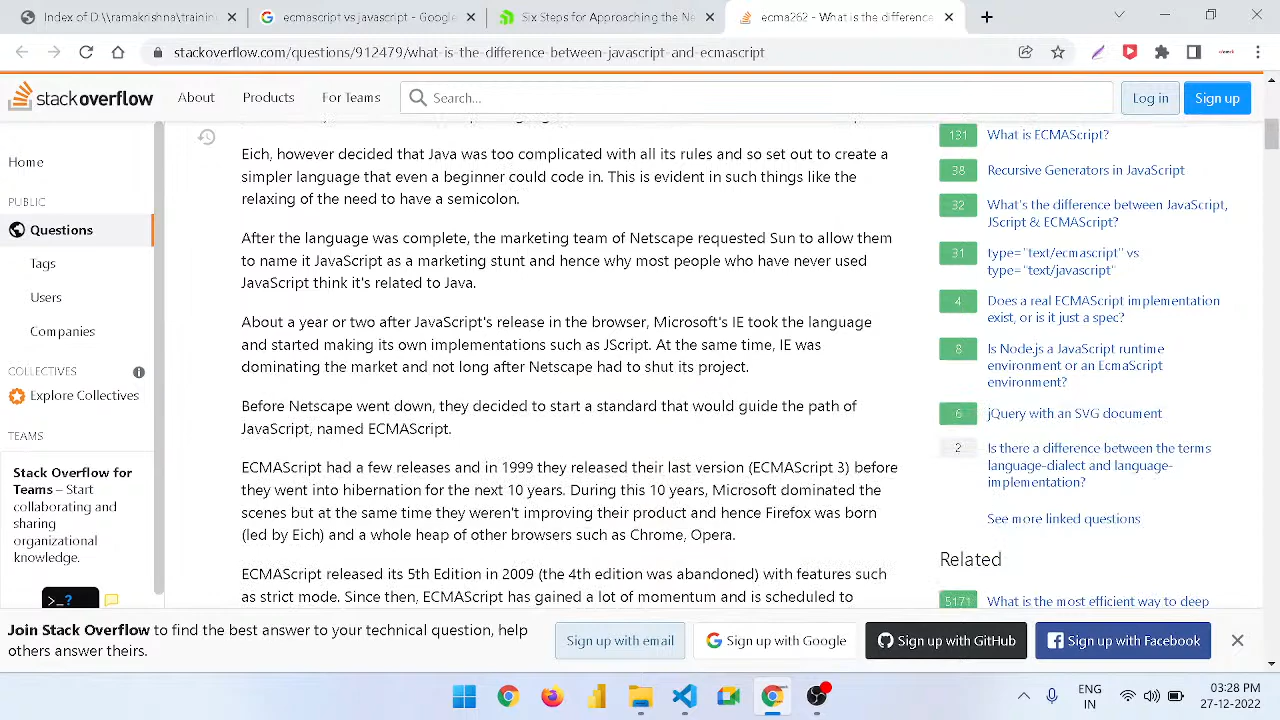 Index of D:\ramakrishna\trainin
ecmascript vs javascript - Google
Six Steps for Approaching the Ne
ecma262 - What is the difference
stackoverflow.com/questions/912479/what-is-the-difference-between-javascript-and-ecmascript
stackoverflow
About
Products
For Teams
Search...
Log in
Sign up
Home
PUBLIC
Questions
Tags
Users
Companies
COLLECTIVES
Explore Collectives
TEAMS
Stack Overflow for
Teams – Start
collaborating and
sharing
organizational
knowledge.
>_?
Eich, however decided that Java was too complicated with all its rules and so set out to create a
simpler language that even a beginner could code in. This is evident in such things like the
relaxing of the need to have a semicolon.
After the language was complete, the marketing team of Netscape requested Sun to allow them
name it JavaScript as a marketing stunt and hence why most people who have never used
JavaScript think it's related to Java.
About a year or two after JavaScript's release in the browser, Microsoft's IE took the language
and started making its own implementations such as JScript. At the same time, IE was
dominating the market and not long after Netscape had to shut its project.
Before Netscape went down, they decided to start a standard that would guide the path of
JavaScript, named ECMAScript.
ECMAScript had a few releases and in 1999 they released their last version (ECMAScript 3) before
they went into hibernation for the next 10 years. During this 10 years, Microsoft dominated the
scenes but at the same time they weren't improving their product and hence Firefox was born
(led by Eich) and a whole heap of other browsers such as Chrome, Opera.
ECMAScript released its 5th Edition in 2009 (the 4th edition was abandoned) with features such
as strict mode. Since then, ECMAScript has gained a lot of momentum and is scheduled to
131 What is ECMAScript?
38 Recursive Generators in JavaScript
32 What's the difference between JavaScript,
JScript & ECMAScript?
31 type="text/ecmascript" vs
type="text/javascript"
4 Does a real ECMAScript implementation
exist, or is it just a spec?
8 Is Node.js a JavaScript runtime
environment or an EcmaScript
environment?
6 jQuery with an SVG document
2 Is there a difference between the terms
language-dialect and language-
implementation?
See more linked questions
Related
5171 What is the most efficient way to deep
Join Stack Overflow to find the best answer to your technical question, help
others answer theirs.
Sign up with email
Sign up with Google
Sign up with GitHub
Sign up with Facebook
ENG
IN
03:28 PM
27-12-2022